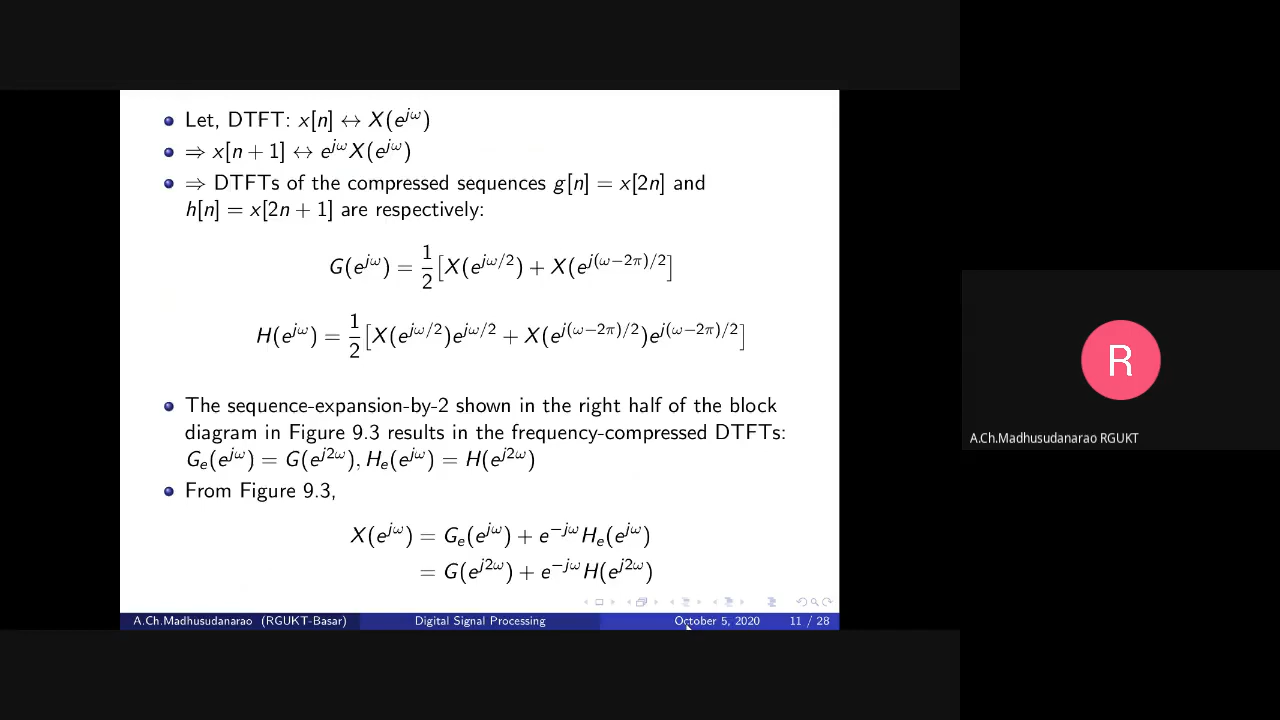 Let, DTFT: x[n] ↔ X(e^{jω})
⇒ x[n + 1] ↔ e^{jω}X(e^{jω})
⇒ DTFTs of the compressed sequences g[n] = x[2n] and
h[n] = x[2n + 1] are respectively:
G(e^{jω}) = \frac{1}{2}[X(e^{jω/2}) + X(e^{j(ω−2π)/2}]
H(e^{jω}) = \frac{1}{2}[X(e^{jω/2})e^{jω/2} + X(e^{j(ω−2π)/2})e^{j(ω−2π)/2}]
The sequence-expansion-by-2 shown in the right half of the block
diagram in Figure 9.3 results in the frequency-compressed DTFTs:
G_e(e^{jω}) = G(e^{j2ω}), H_e(e^{jω}) = H(e^{j2ω})
From Figure 9.3,
X(e^{jω}) = G_e(e^{jω}) + e^{−jω}H_e(e^{jω})
= G(e^{j2ω}) + e^{−jω}H(e^{j2ω})
A.Ch.Madhusudanarao (RGUKT-Basar) Digital Signal Processing October 5, 2020 11 / 28
R
A.Ch.Madhusudanarao RGUKT